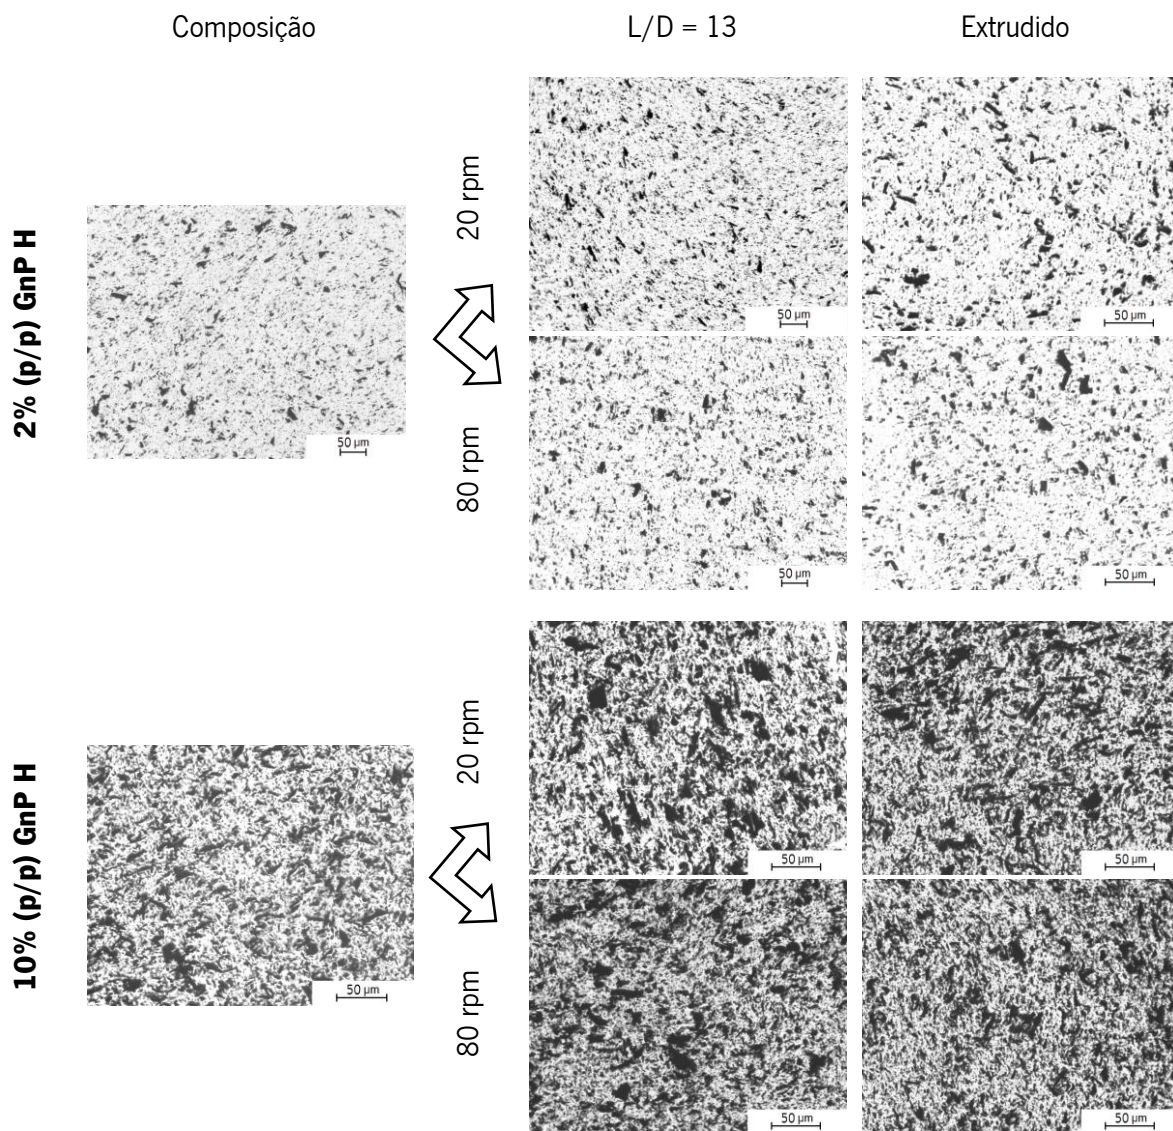 Composição
L/D = 13
Extrudido
2% (p/p) GnP H
20 rpm
80 rpm
50 µm
50 µm
50 µm
50 µm
50 µm
10% (p/p) GnP H
20 rpm
80 rpm
50 µm
50 µm
50 µm
50 µm
50 µm